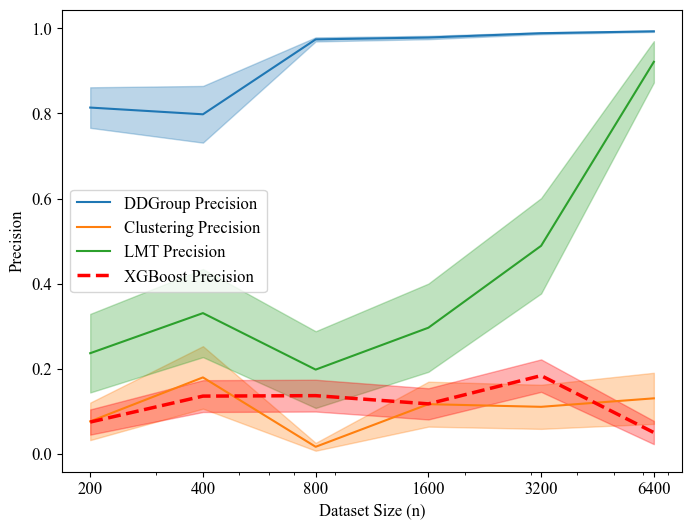 1.0
0.8
0.6
0.4
0.2
0.0
Precision
DDGroup Precision
Clustering Precision
LMT Precision
XGBoost Precision
200 400 800 1600 3200 6400
Dataset Size (n)